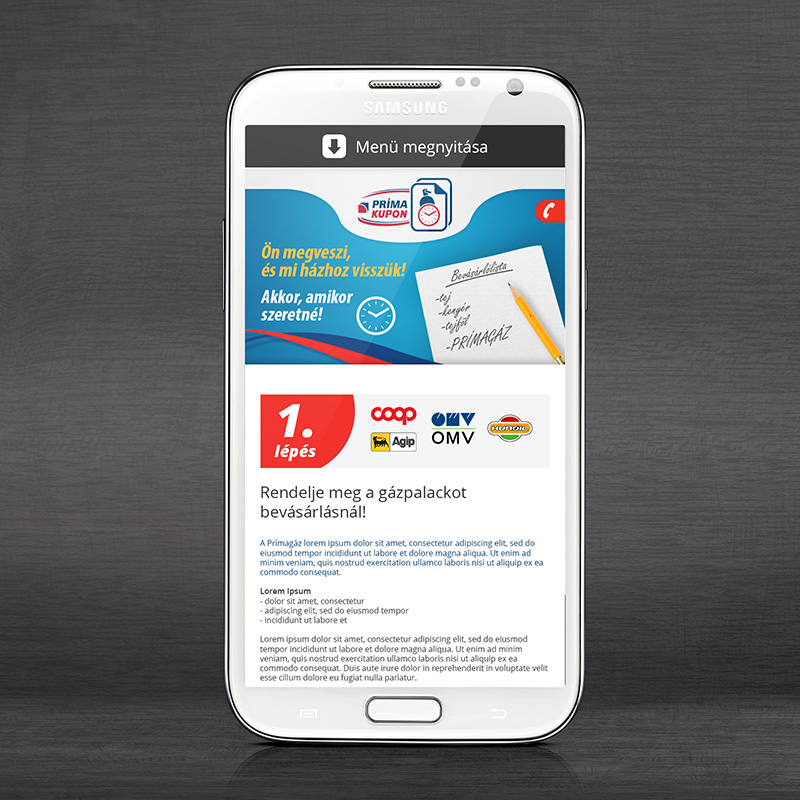 SAMSUNG
Menü megnyitása
PRÍMA
KUPON
Ön megveszi,
és mi házhoz visszük!
Akkor, amikor
szeretné!
Bevásárlólista
-tej
-kenyér
-tejföl
-PRÍMAGÁZ
1.
lépés
coop
OMV
Agip
OMV
HUNOIL
Rendelje meg a gázpalackot
bevásárlásnál!
A Prímagáz lorem ipsum dolor sit amet, consectetur adipiscing elit, sed do
eiusmod tempor incididunt ut labore et dolore magna aliqua. Ut enim ad
minim veniam, quis nostrud exercitation ullamco laboris nisi ut aliquip ex ea
commodo consequat.
Lorem Ipsum
- dolor sit amet, consectetur
- adipiscing elit, sed do eiusmod tempor
- incididunt ut labore et
Lorem ipsum dolor sit amet, consectetur adipiscing elit, sed do eiusmod
tempor incididunt ut labore et dolore magna aliqua. Ut enim ad minim
veniam, quis nostrud exercitation ullamco laboris nisi ut aliquip ex ea
commodo consequat. Duis aute irure dolor in reprehenderit in voluptate velit
esse cillum dolore eu fugiat nulla pariatur.